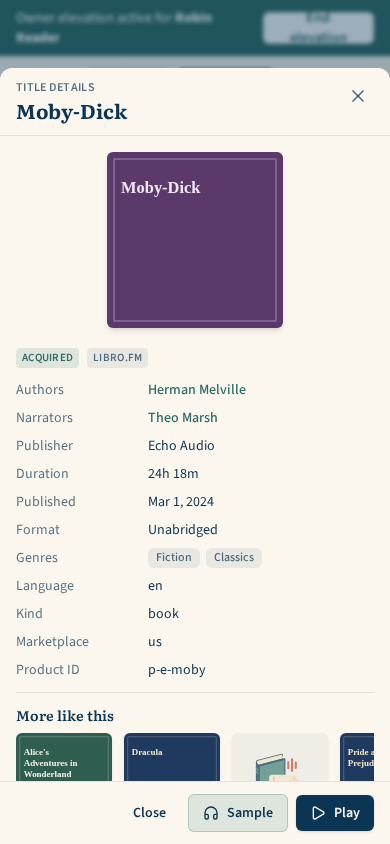 Owner elevation active for Robin
Reader
End
elevation
TITLE DETAILS
Moby-Dick
Moby-Dick
ACQUIRED
LIBRO.FM
Authors Herman Melville
Narrators Theo Marsh
Publisher Echo Audio
Duration 24h 18m
Published Mar 1, 2024
Format Unabridged
Genres Fiction Classics
Language en
Kind book
Marketplace us
Product ID p-e-moby
More like this
Alice's
Adventures in
Wonderland
Dracula
Pride a
Prejud
Close Sample Play